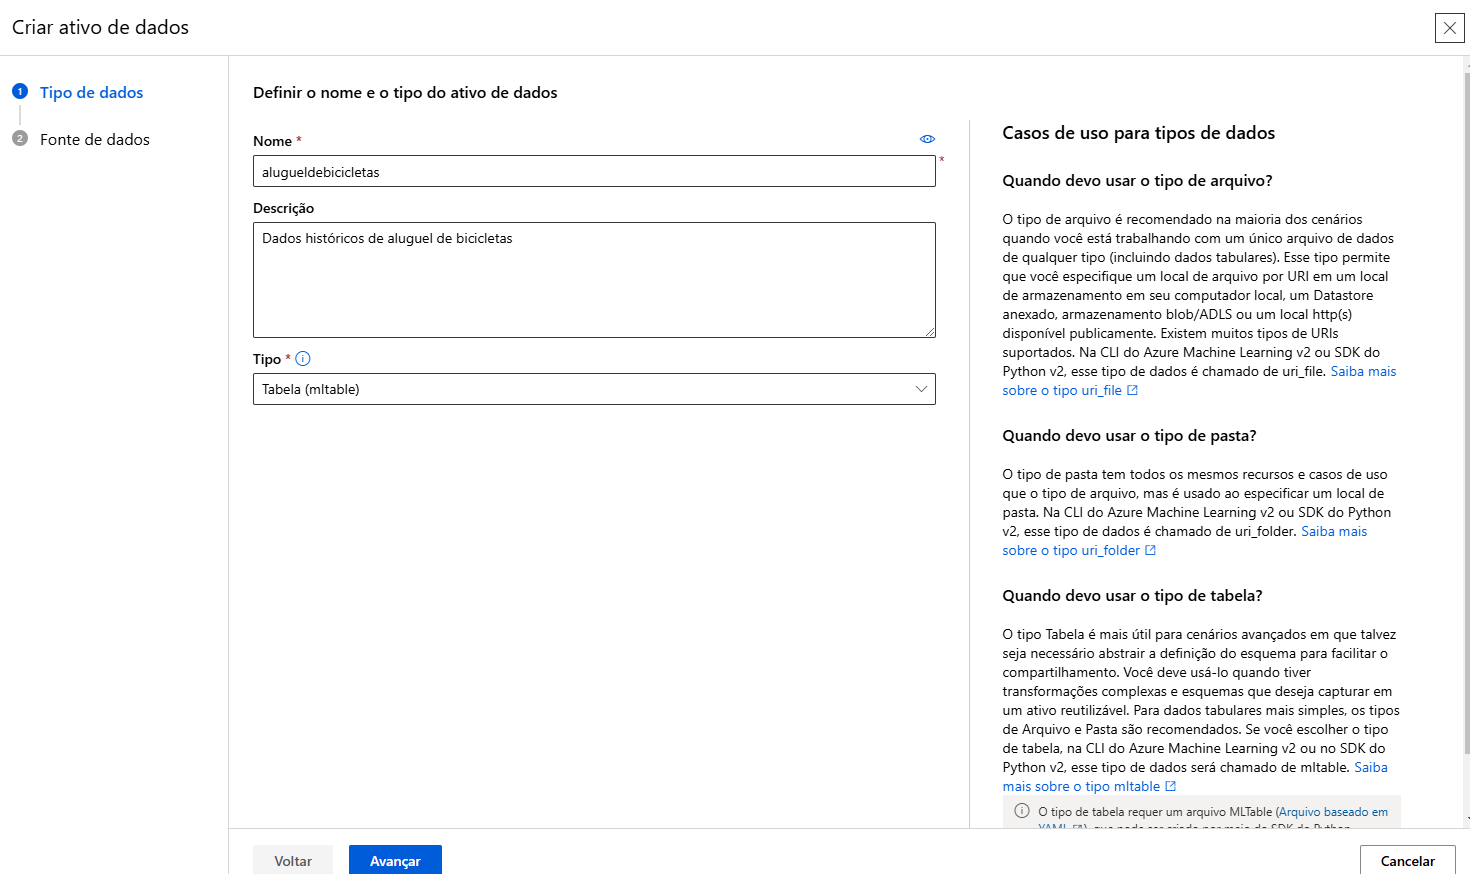 Criar ativo de dados
1 Tipo de dados
2 Fonte de dados
Definir o nome e o tipo do ativo de dados
Nome *
alugueldebicicletas
*
Descrição
Dados históricos de aluguel de bicicletas
Tipo *
Tabela (mltable)
Casos de uso para tipos de dados
Quando devo usar o tipo de arquivo?
O tipo de arquivo é recomendado na maioria dos cenários
quando você está trabalhando com um único arquivo de dados
de qualquer tipo (incluindo dados tabulares). Esse tipo permite
que você especifique um local de arquivo por URI em um local
de armazenamento em seu computador local, um Datastore
anexado, armazenamento blob/ADLS ou um local http(s)
disponível publicamente. Existem muitos tipos de URIs
suportados. Na CLI do Azure Machine Learning v2 ou SDK do
Python v2, esse tipo de dados é chamado de uri_file. Saiba mais
sobre o tipo uri_file
Quando devo usar o tipo de pasta?
O tipo de pasta tem todos os mesmos recursos e casos de uso
que o tipo de arquivo, mas é usado ao especificar um local de
pasta. Na CLI do Azure Machine Learning v2 ou SDK do Python
v2, esse tipo de dados é chamado de uri_folder. Saiba mais
sobre o tipo uri_folder
Quando devo usar o tipo de tabela?
O tipo Tabela é mais útil para cenários avançados em que talvez
seja necessário abstrair a definição do esquema para facilitar o
compartilhamento. Você deve usá-lo quando tiver
transformações complexas e esquemas que deseja capturar em
um ativo reutilizável. Para dados tabulares mais simples, os tipos
de Arquivo e Pasta são recomendados. Se você escolher o tipo
de tabela, na CLI do Azure Machine Learning v2 ou no SDK do
Python v2, esse tipo de dados será chamado de mltable. Saiba
mais sobre o tipo mltable
O tipo de tabela requer um arquivo MLTable (Arquivo baseado em
YAML), que pode ser criado por meio do SDK do Python
Voltar
Avançar
Cancelar